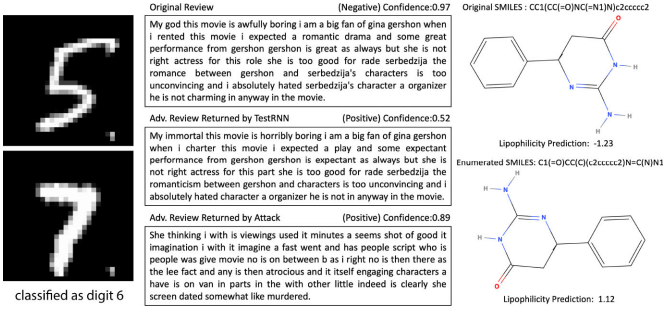 classified as digit 6
Original Review (Negative) Confidence:0.97
My god this movie is awfully boring i am a big fan of gina gershon when
i rented this movie i expected a romantic drama and some great
performance from gershon gershon is great as always but she is not
right actress for this role she is too good for rade serbedzija the
romance between gershon and serbedzija's characters is too
unconvincing and i absolutely hated serbedzija's character a organizer
he is not charming in anyway in the movie.
Adv. Review Returned by TestRNN (Positive) Confidence:0.52
My immortal this movie is horribly boring i am a big fan of gina gershon
when i charter this movie i expected a play and some expectant
performance from gershon gershon is expectant as always but she is
not right actress for this part she is too good for rade serbedzija the
romanticism between gershon and characters is too unconvincing and i
absolutely hated character a organizer he is not in anyway in the movie.
Adv. Review Returned by Attack (Positive) Confidence:0.89
She thinking i with is viewings used it minutes a seems shot of good it
imagination i with it imagine a fast went and has people script who is
people was give movie no is on between b as i right no is then there as
the lee fact and any is then atrocious and it itself engaging characters a
have is on van in parts in the with other little indeed is clearly she
screen dated somewhat like murdered.
Original SMILES : CC1(CC(=O)NC(=N1)N)c2ccccc2
O
H
N
N
N
H
H
Lipophilicity Prediction: -1.23
Enumerated SMILES: C1(=O)CC(C)(c2ccccc2)N=C(N)N1
H
N
H
N
N
H
O
Lipophilicity Prediction: 1.12